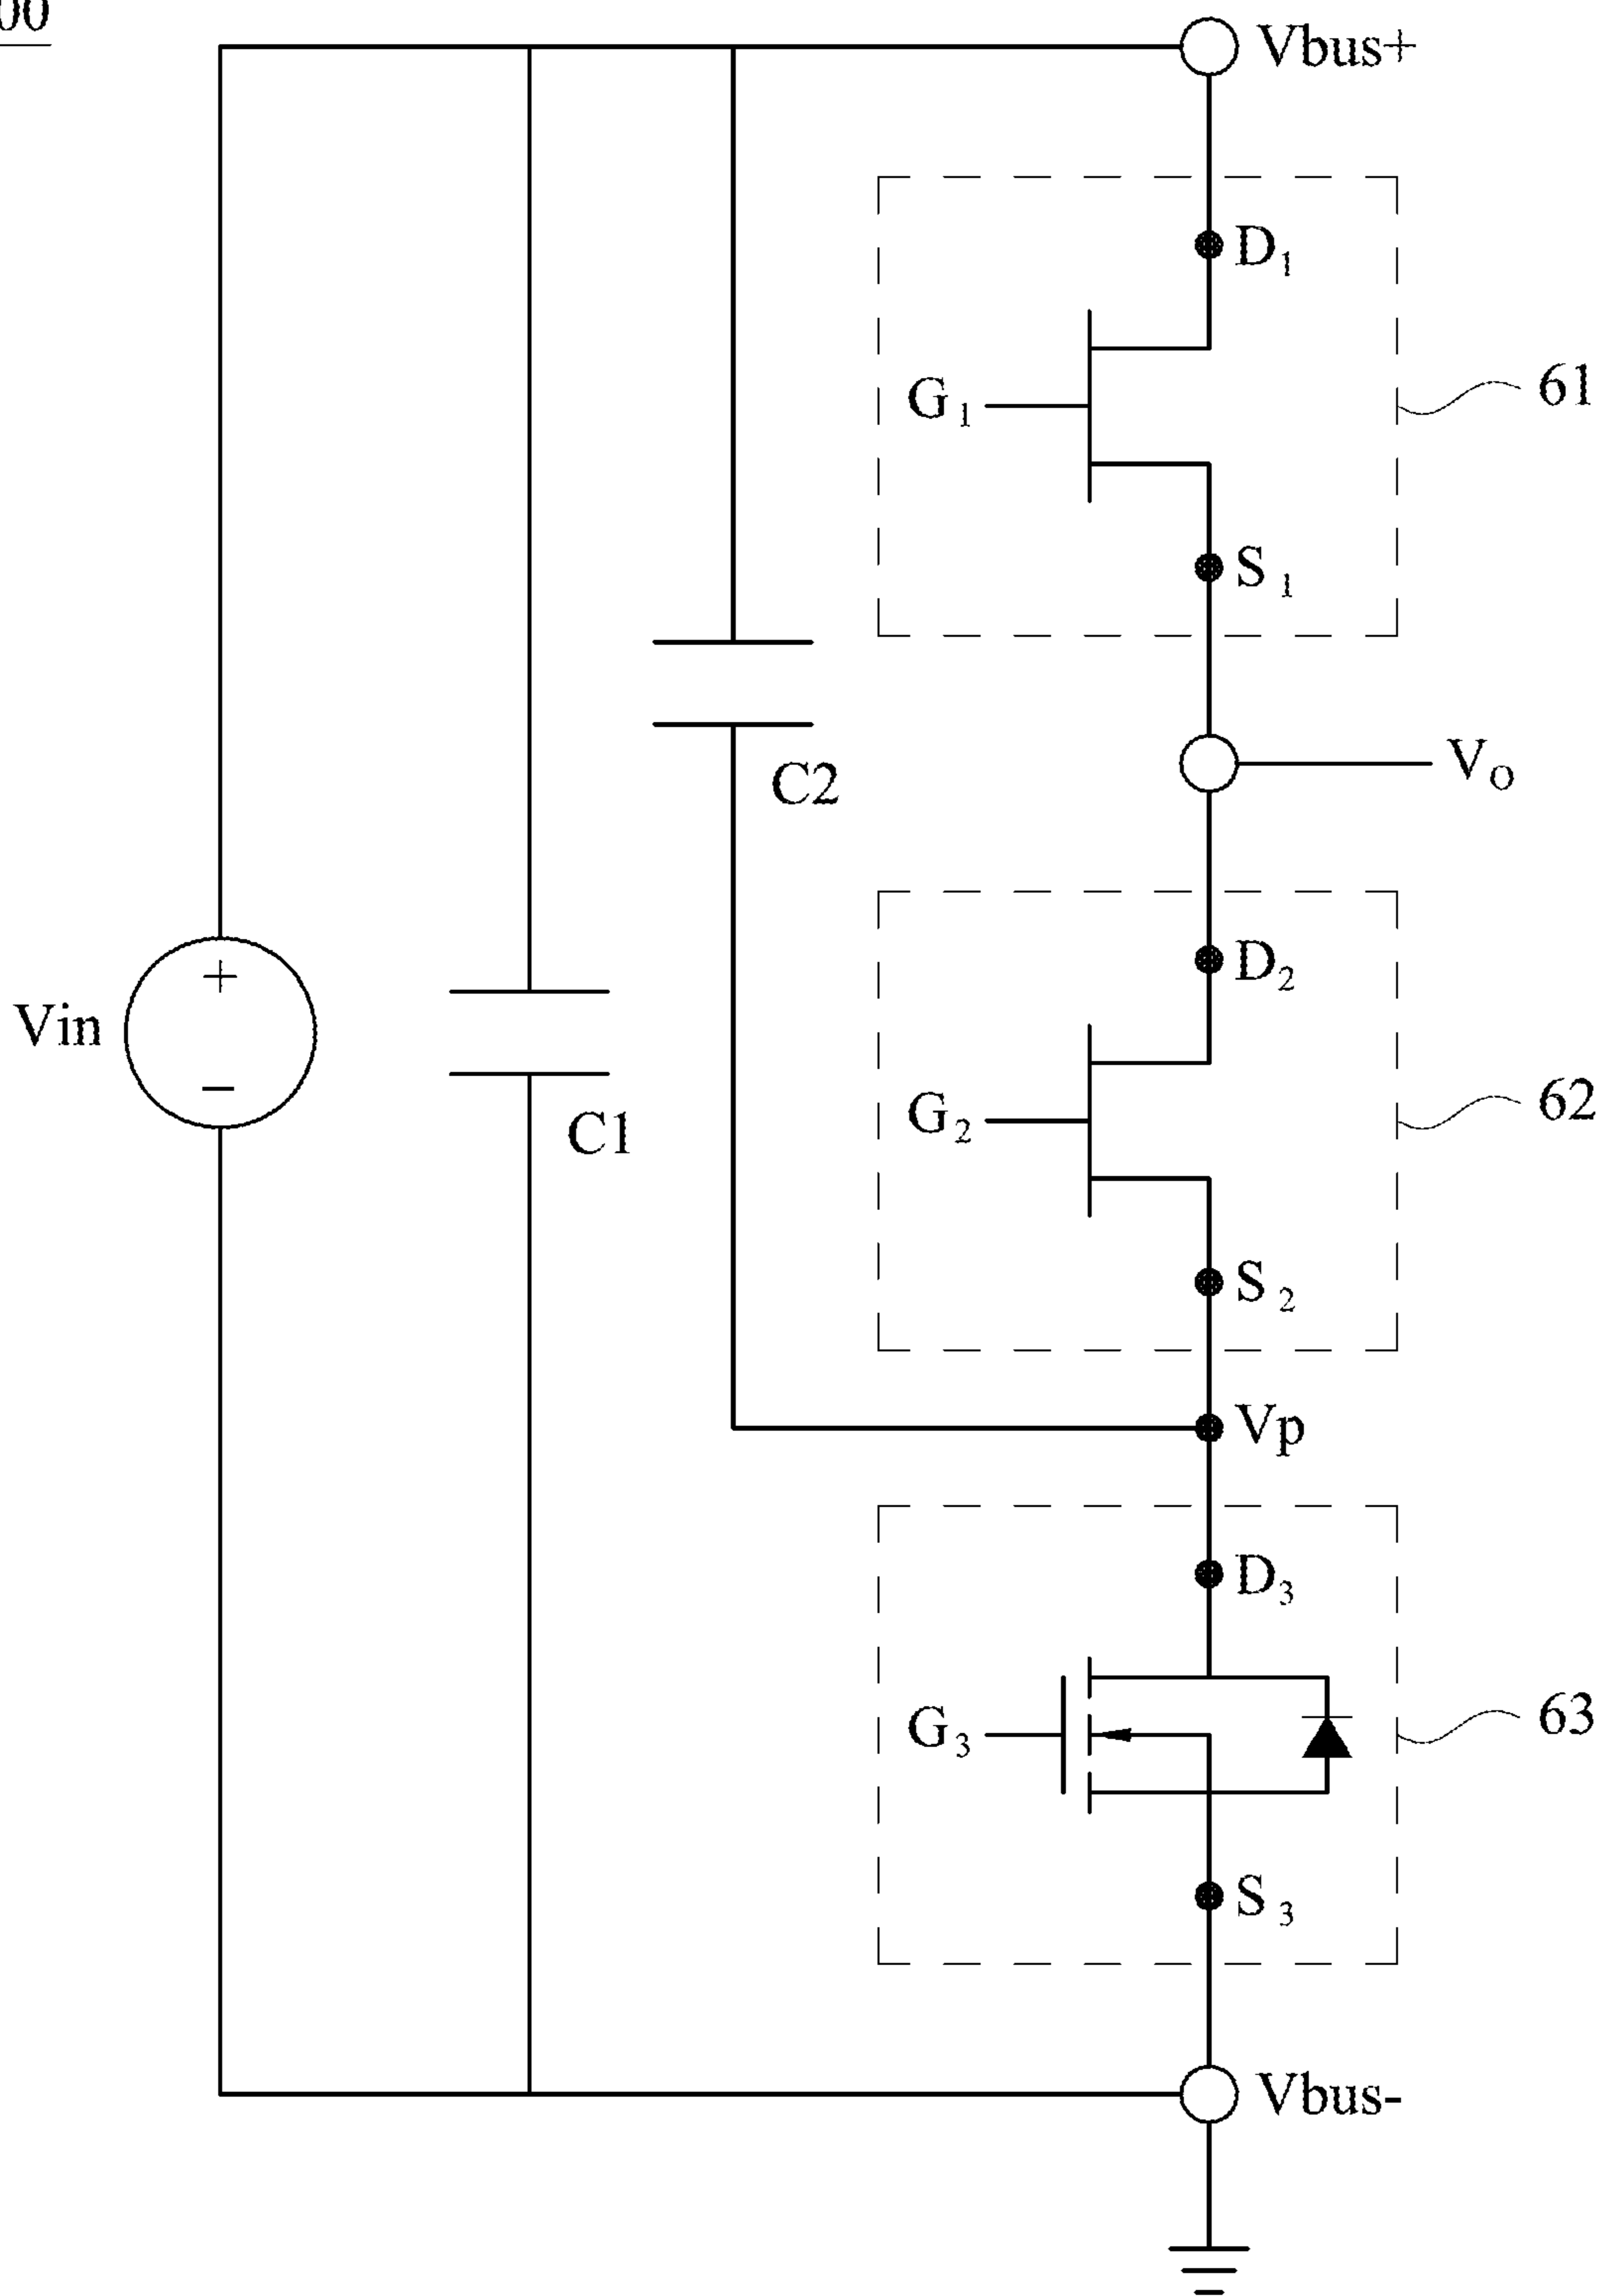 00
Vbus+
D₁
G₁
61
S₁
C2
V₀
D₂
Vin
+
−
C1
G₂
62
S₂
Vp
D₃
G₃
63
S₃
Vbus-